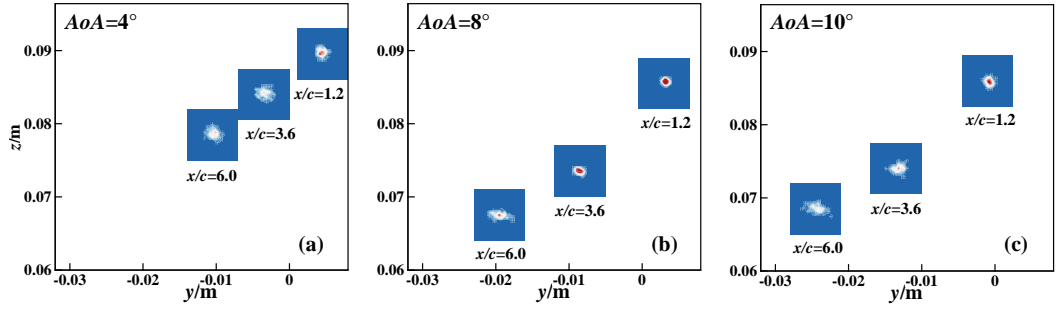 AoA=4°
0.09
0.08
0.07
0.06
z/m
x/c=1.2
x/c=3.6
x/c=6.0
(a)
-0.03 -0.02 -0.01 0
y/m
AoA=8°
0.09
0.08
0.07
0.06
x/c=1.2
x/c=3.6
x/c=6.0
(b)
-0.03 -0.02 -0.01 0
y/m
AoA=10°
0.09
0.08
0.07
0.06
x/c=1.2
x/c=3.6
x/c=6.0
(c)
-0.03 -0.02 -0.01 0
y/m